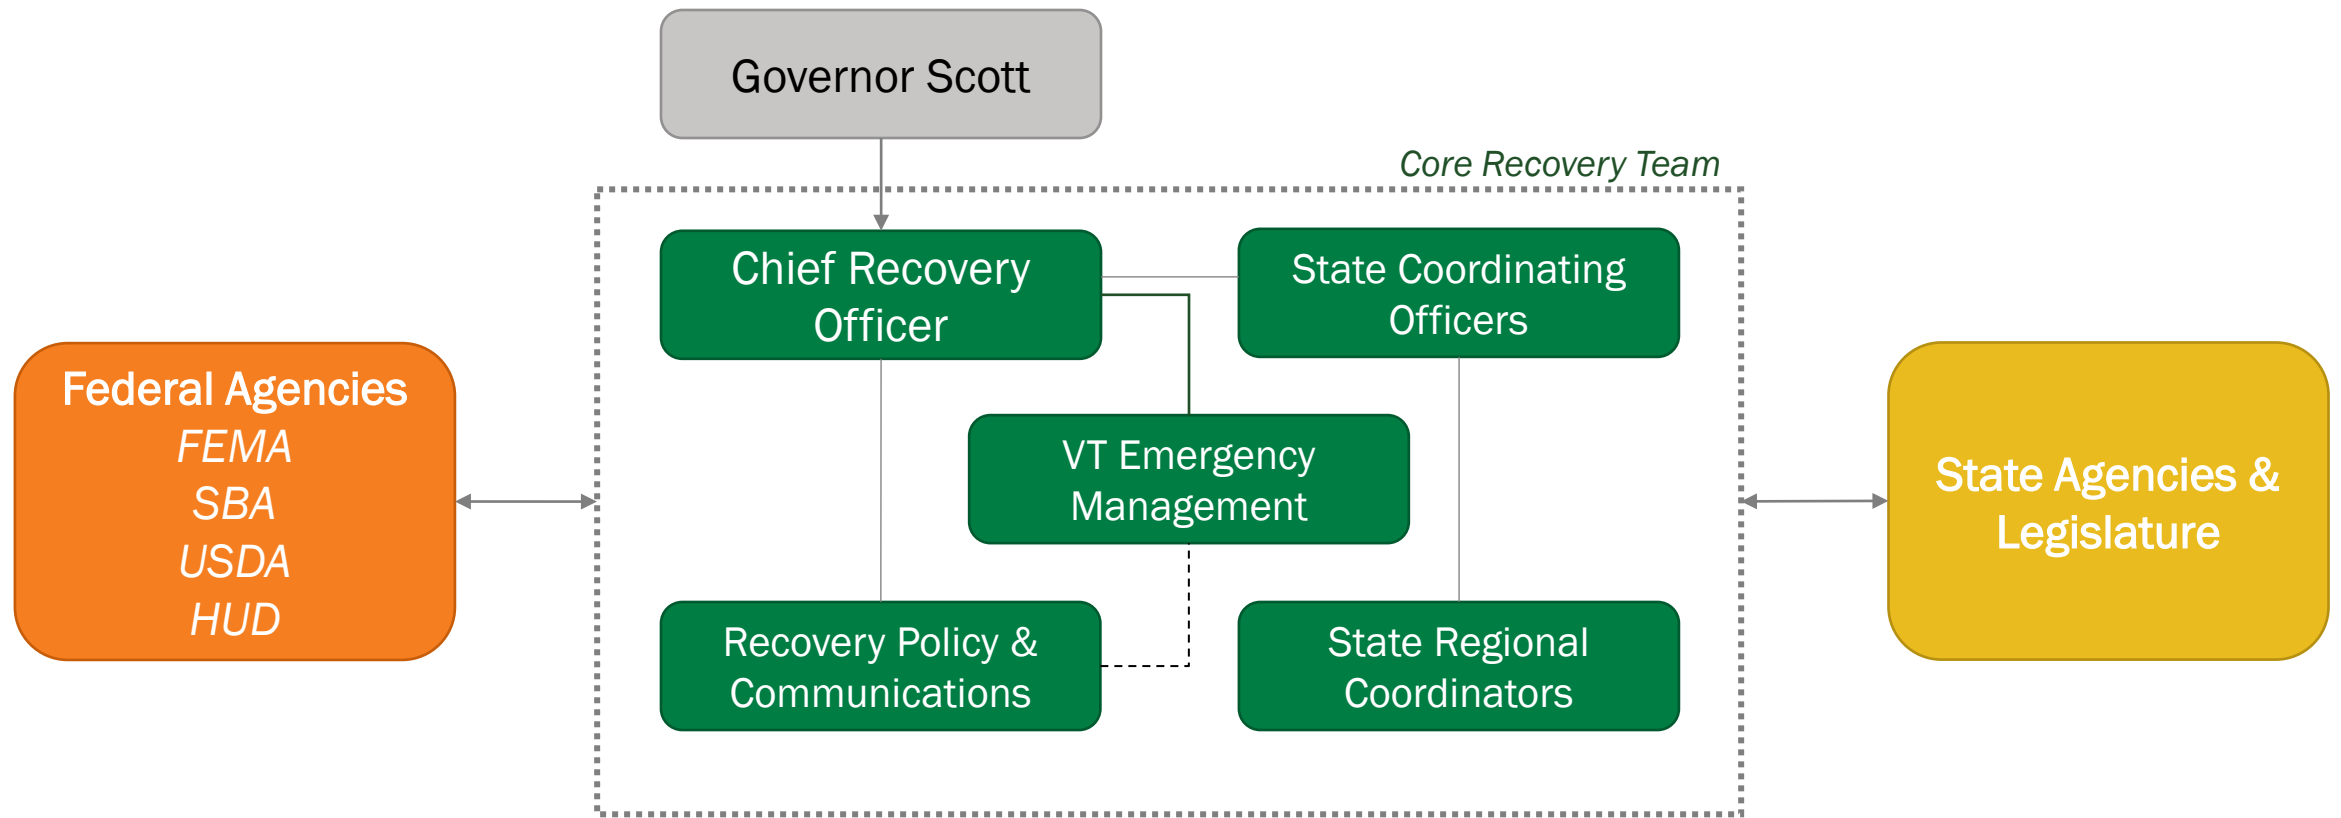 Governor Scott
Core Recovery Team
Chief Recovery
Officer
State Coordinating
Officers
Federal Agencies
FEMA
SBA
USDA
HUD
VT Emergency
Management
State Agencies &
Legislature
Recovery Policy &
Communications
State Regional
Coordinators